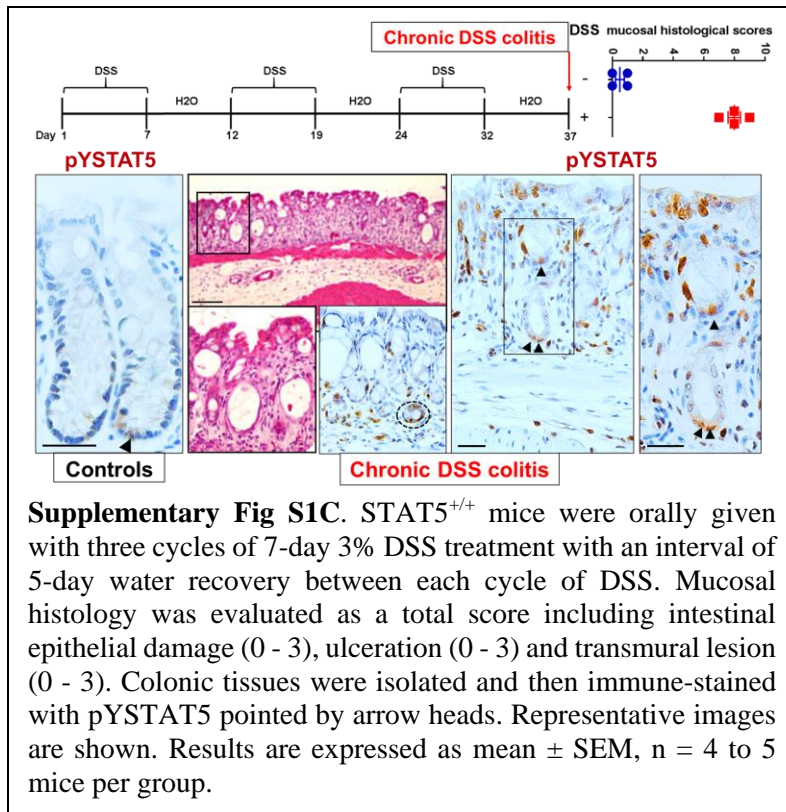 Chronic DSS colitis
DSS mucosal histological scores
0 2 4 6 8 10
DSS DSS DSS
H2O H2O H2O
-
+
Day 1 7 12 19 24 32 37
pYSTAT5 pYSTAT5
Controls
Chronic DSS colitis
Supplementary Fig S1C. STAT5+/+ mice were orally given
with three cycles of 7-day 3% DSS treatment with an interval of
5-day water recovery between each cycle of DSS. Mucosal
histology was evaluated as a total score including intestinal
epithelial damage (0 - 3), ulceration (0 - 3) and transmural lesion
(0 - 3). Colonic tissues were isolated and then immune-stained
with pYSTAT5 pointed by arrow heads. Representative images
are shown. Results are expressed as mean ± SEM, n = 4 to 5
mice per group.